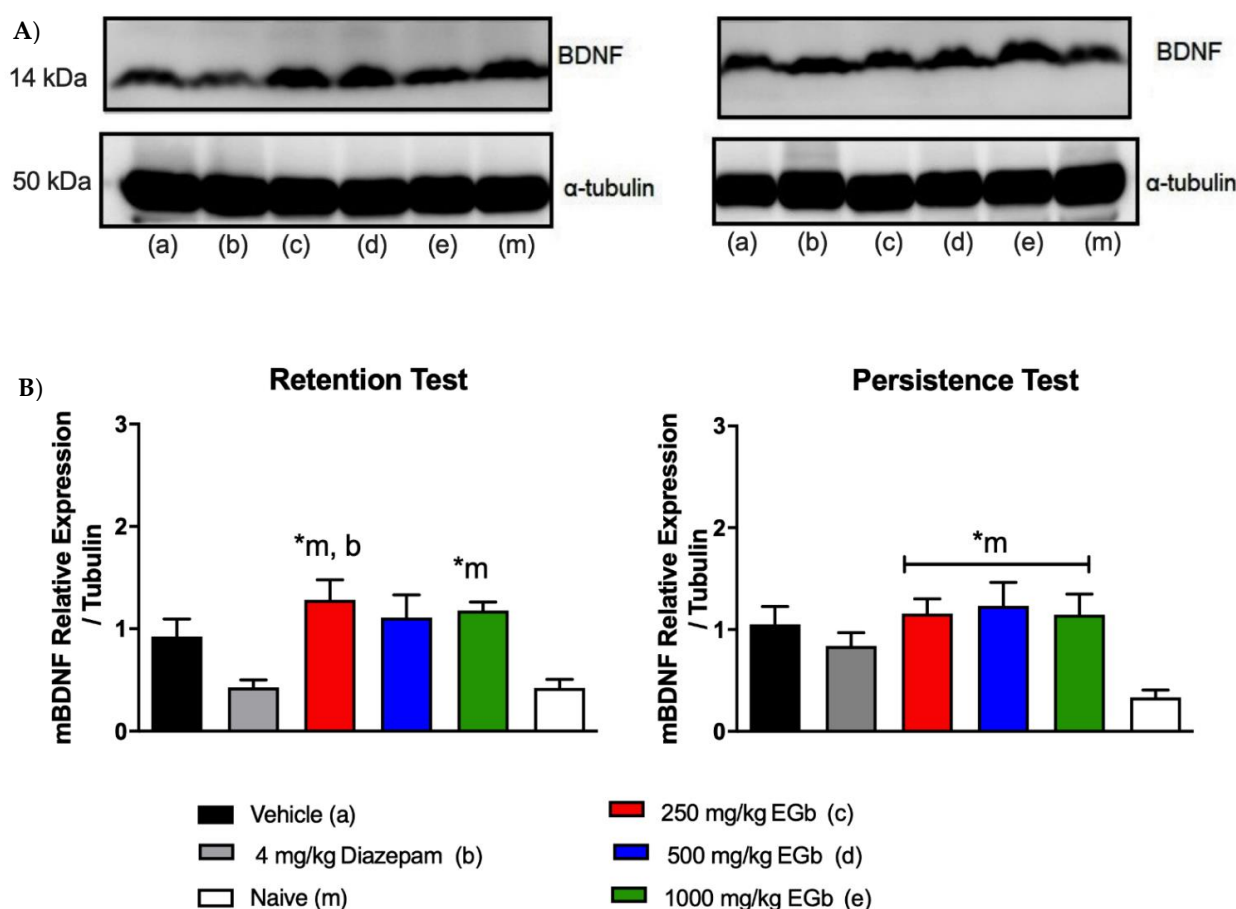 A)
14 kDa
BDNF
BDNF
50 kDa
α-tubulin
α-tubulin
(a) (b) (c) (d) (e) (m)
(a) (b) (c) (d) (e) (m)
B)
Retention Test
mBDNF Relative Expression
/ Tubulin
3
2
1
0
*m, b
*m
Persistence Test
mBDNF Relative Expression
/ Tubulin
3
2
1
0
*m
Vehicle (a)
4 mg/kg Diazepam (b)
Naive (m)
250 mg/kg EGb (c)
500 mg/kg EGb (d)
1000 mg/kg EGb (e)